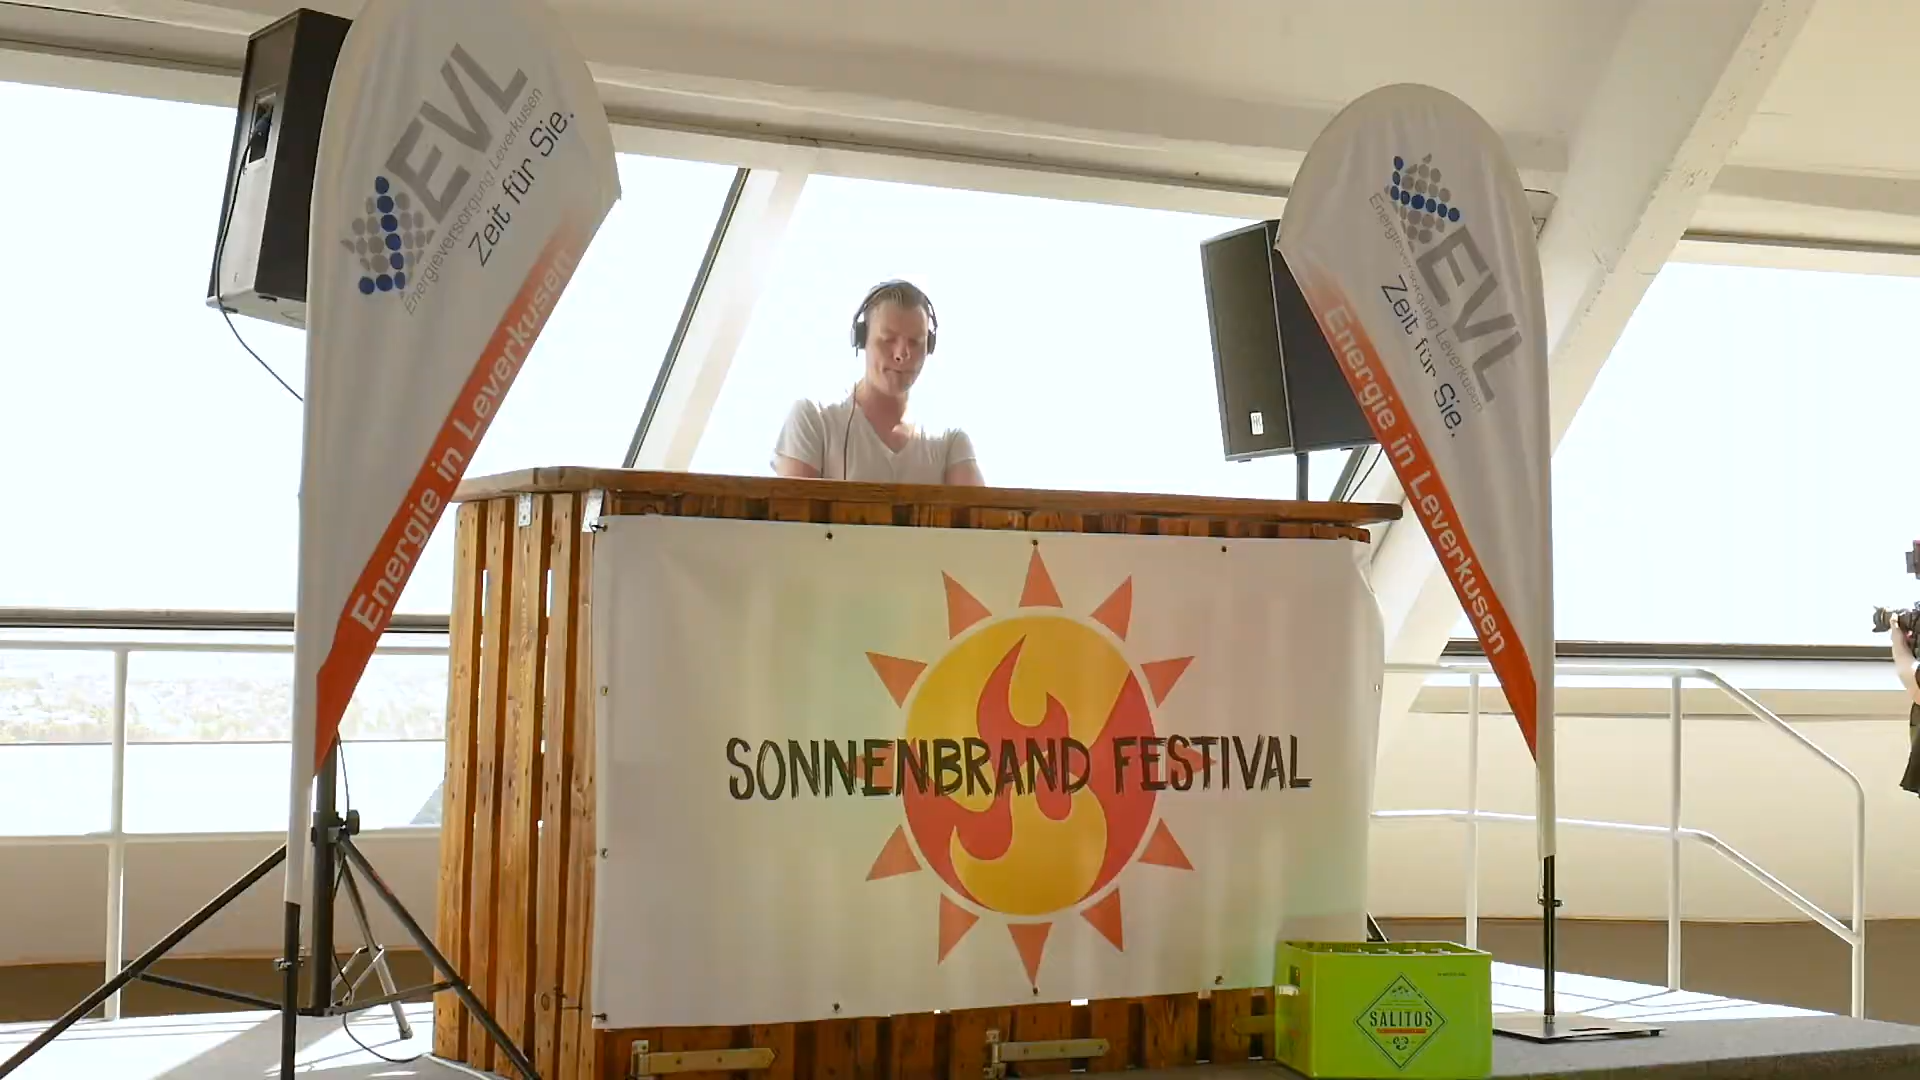 EVL
Energieversorgung Leverkusen
Zeit für Sie.
Energie in Leverkusen
EVL
Energieversorgung Leverkusen
Zeit für Sie.
Energie in Leverkusen
SONNENBRAND FESTIVAL
SALITOS